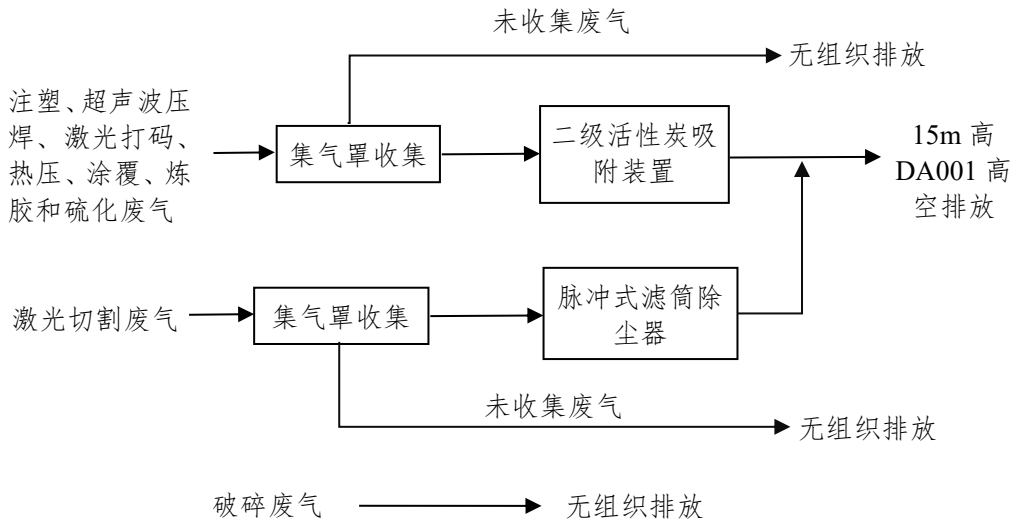 未收集废气
无组织排放
注塑、超声波压
焊、激光打码、
热压、涂覆、炼
胶和硫化废气
集气罩收集
二级活性炭吸
附装置
15m 高
DA001 高
空排放
激光切割废气
集气罩收集
脉冲式滤筒除
尘器
未收集废气
无组织排放
破碎废气
无组织排放